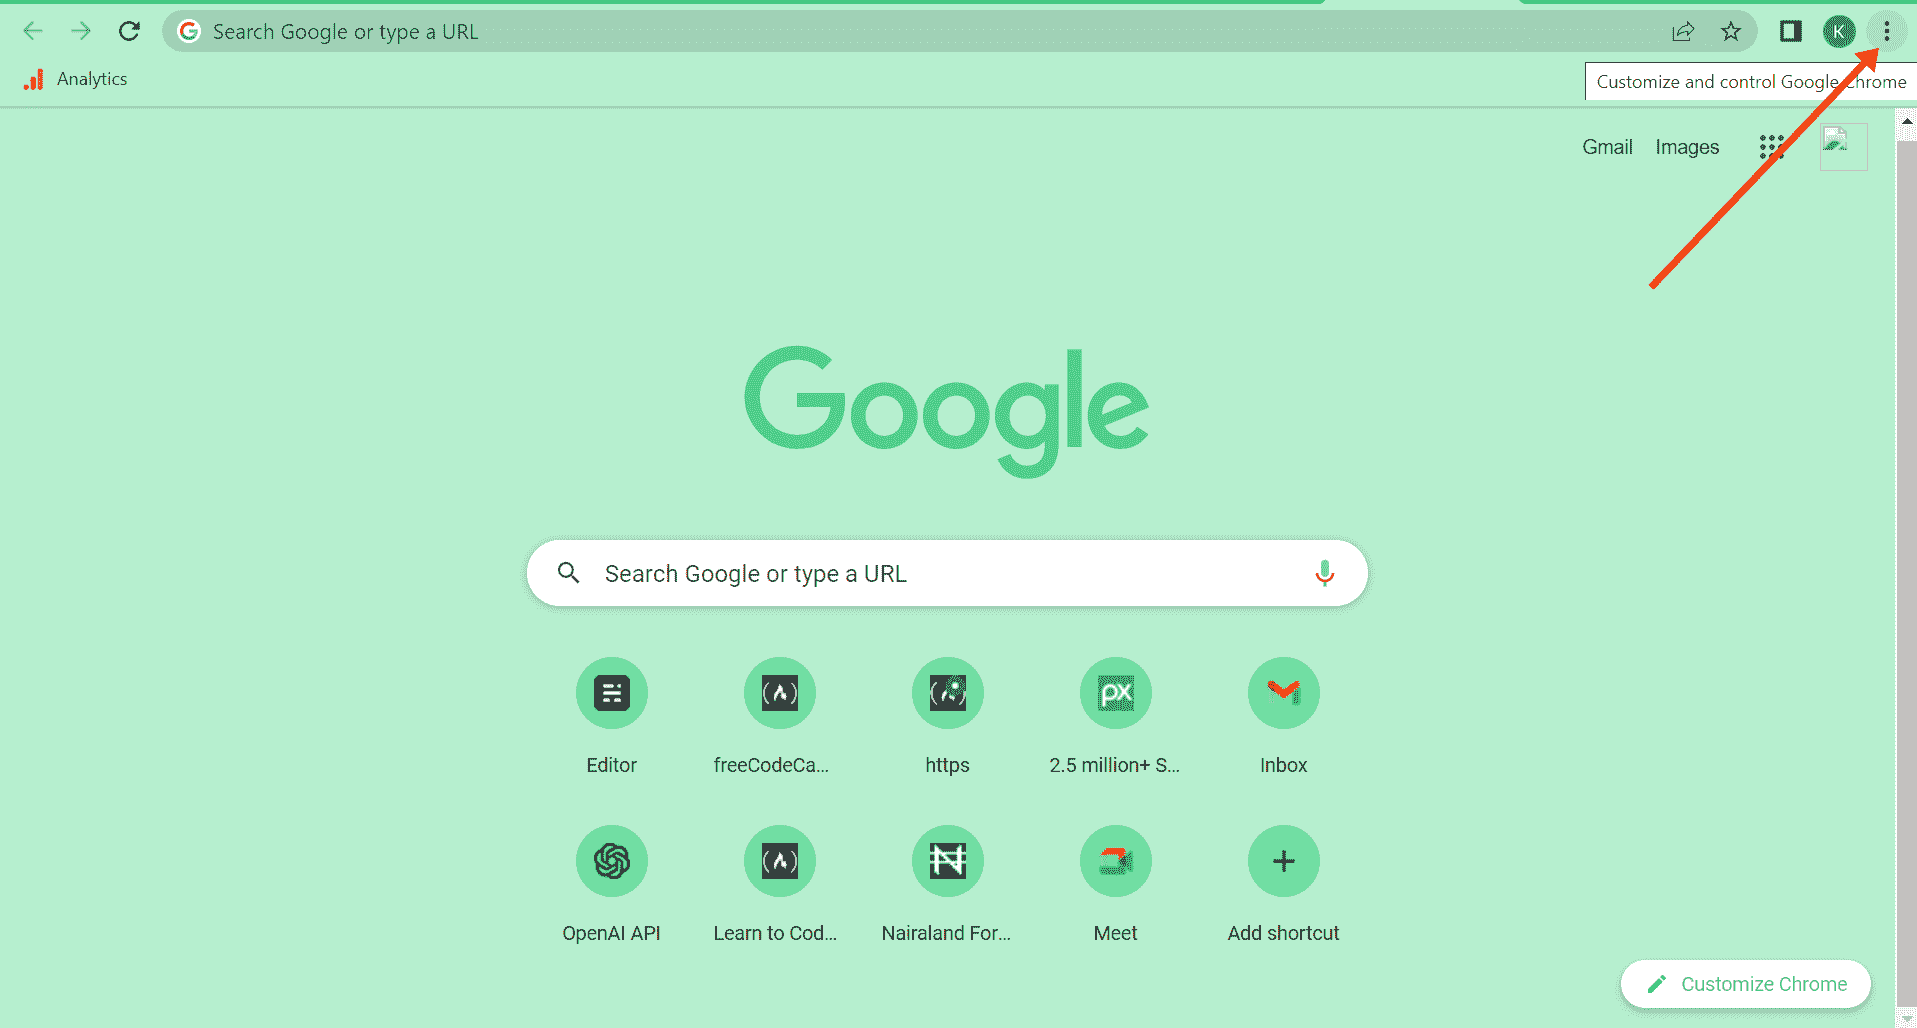 Search Google or type a URL
K
Analytics
Customize and control Google Chrome
Gmail Images
Google
Search Google or type a URL
px
Editor freeCodeCa... https 2.5 million+ S... Inbox
OpenAI API Learn to Cod... Nairaland For... Meet Add shortcut
Customize Chrome